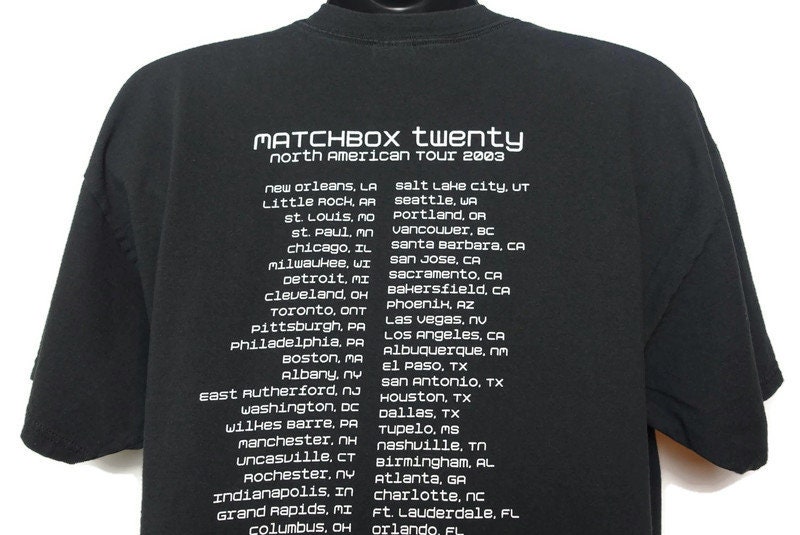 MATCHBOX twenty
north American Tour 2003
new orleans, LA
Little Rock, AR
St. Louis, MO
St. Paul, MN
Chicago, IL
Milwaukee, WI
Detroit, MI
Cleveland, OH
Toronto, ONT
Pittsburgh, PA
Philadelphia, PA
Boston, MA
Albany, NY
East Rutherford, NJ
Washington, DC
Wilkes Barre, PA
Manchester, NH
Uncasville, CT
Rochester, NY
Indianapolis, IN
Grand Rapids, MI
Columbus, OH
Salt Lake City, UT
Seattle, WA
Portland, OR
Vancouver, BC
Santa Barbara, CA
San Jose, CA
Sacramento, CA
Bakersfield, CA
Phoenix, AZ
Las Vegas, NV
Los Angeles, CA
Albuquerque, NM
El Paso, TX
San Antonio, TX
Houston, TX
Dallas, TX
Tupelo, MS
Nashville, TN
Birmingham, AL
Atlanta, GA
Charlotte, NC
Ft. Lauderdale, FL
Orlando, FL